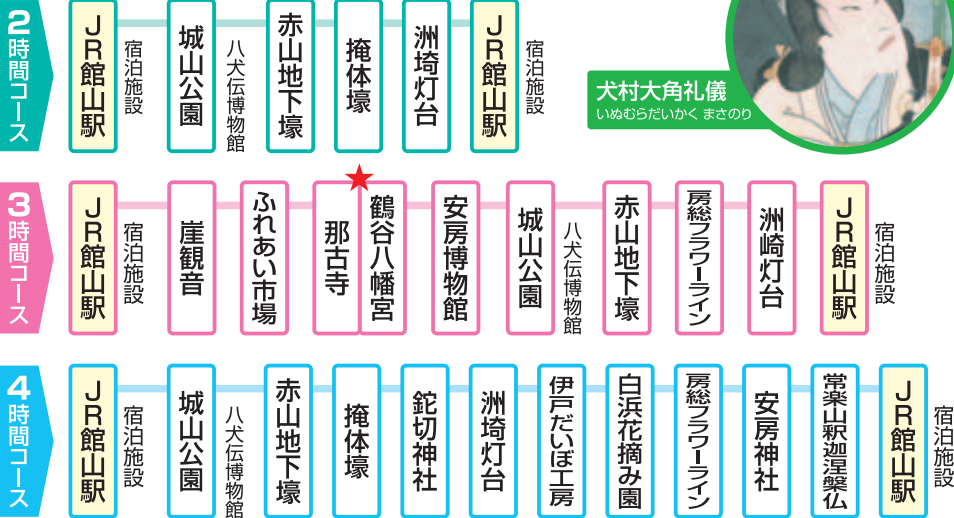 2時間コース
JR館山駅
宿泊施設
城山公園
八犬伝博物館
赤山地下壕
掩体壕
洲埼灯台
JR館山駅
宿泊施設
犬村大角礼儀
いぬむらだいかく まさのり
3時間コース
JR館山駅
宿泊施設
崖観音
ふれあい市場
那古寺
鶴谷八幡宮
安房博物館
城山公園
八犬伝博物館
赤山地下壕
房総フラワーライン
洲崎灯台
JR館山駅
宿泊施設
4時間コース
JR館山駅
宿泊施設
城山公園
八犬伝博物館
赤山地下壕
掩体壕
鉈切神社
洲埼灯台
伊戸だいぼ工房
白浜花摘み園
房総フラワーライン
安房神社
常楽山釈迦涅槃仏
JR館山駅
宿泊施設